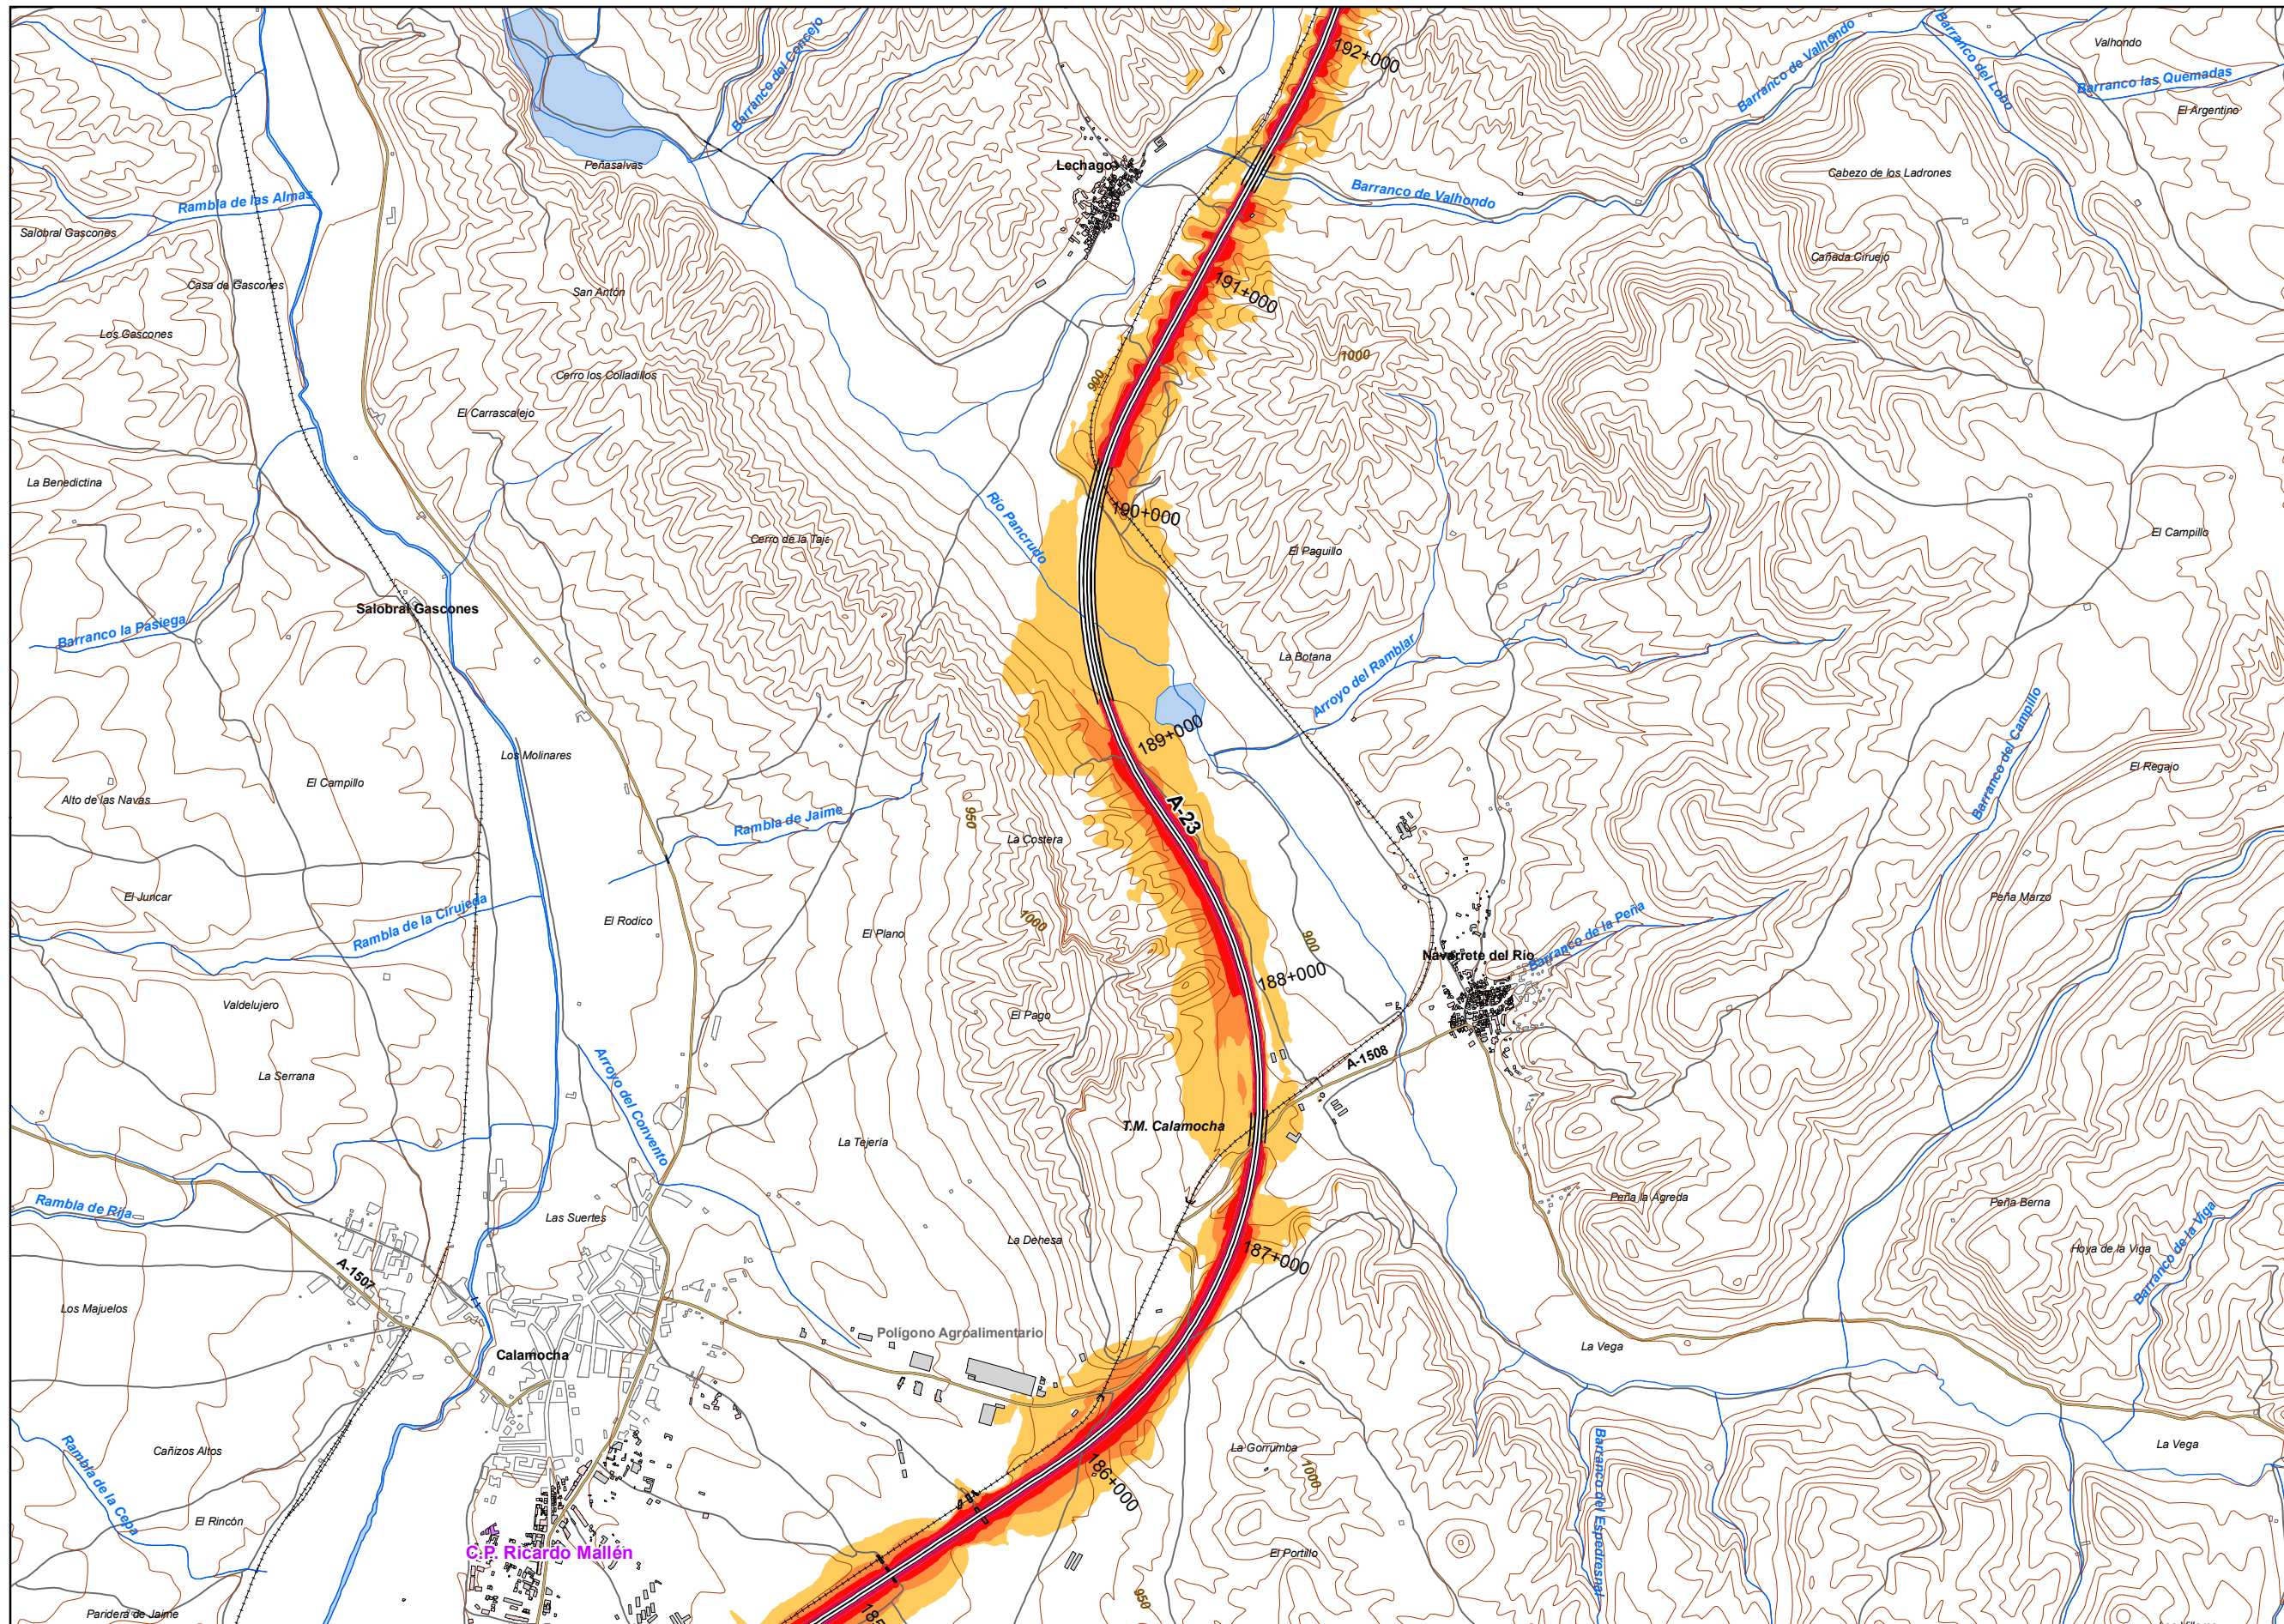 192+000
Valhondo
Barranco del Concejo
Barranco de Valhondo
Barranco del Lobo
Barranco las Quemadas
El Argentino
Peñasalvas
Lechago
Cabezo de los Ladrones
Rambla de las Almas
Barranco de Valhondo
Salobral Gascones
Cañada Ciruejo
Casa de Gascones
San Antón
191+000
Los Gascones
1000
Cerro los Colladillos
900
El Carrascalejo
La Benedictina
Río Pancrudo
190+000
Cerro de la Taja
El Paguillo
El Campillo
Salobral Gascones
Barranco la Pasiega
La Botana
Arroyo del Ramblar
189+000
Los Molinares
Barranco del Campillo
El Regajo
El Campillo
Alto de las Navas
A-23
950
Rambla de Jaime
La Costera
El Juncar
Peña Marzo
Rambla de la Cirujeda
El Rodico
1000
El Plano
900
Barranco de la Peña
Navarrete del Río
188+000
Valdelujero
El Pago
Arroyo del Convento
A-1508
La Serrana
T.M. Calamocha
La Tejería
Rambla de Rija
Las Suertes
Peña la Agreda
Peña Berna
La Dehesa
187+000
Hoya de la Viga
Barranco de la Viga
A-1507
Los Majuelos
Polígono Agroalimentario
La Vega
Calamocha
Cañizos Altos
La Gorrumba
La Vega
Rambla de la Cepa
186+000
1000
Barranco del Espedresnal
El Rincón
C.P. Ricardo Mallén
El Portillo
950
Paridera de Jaime